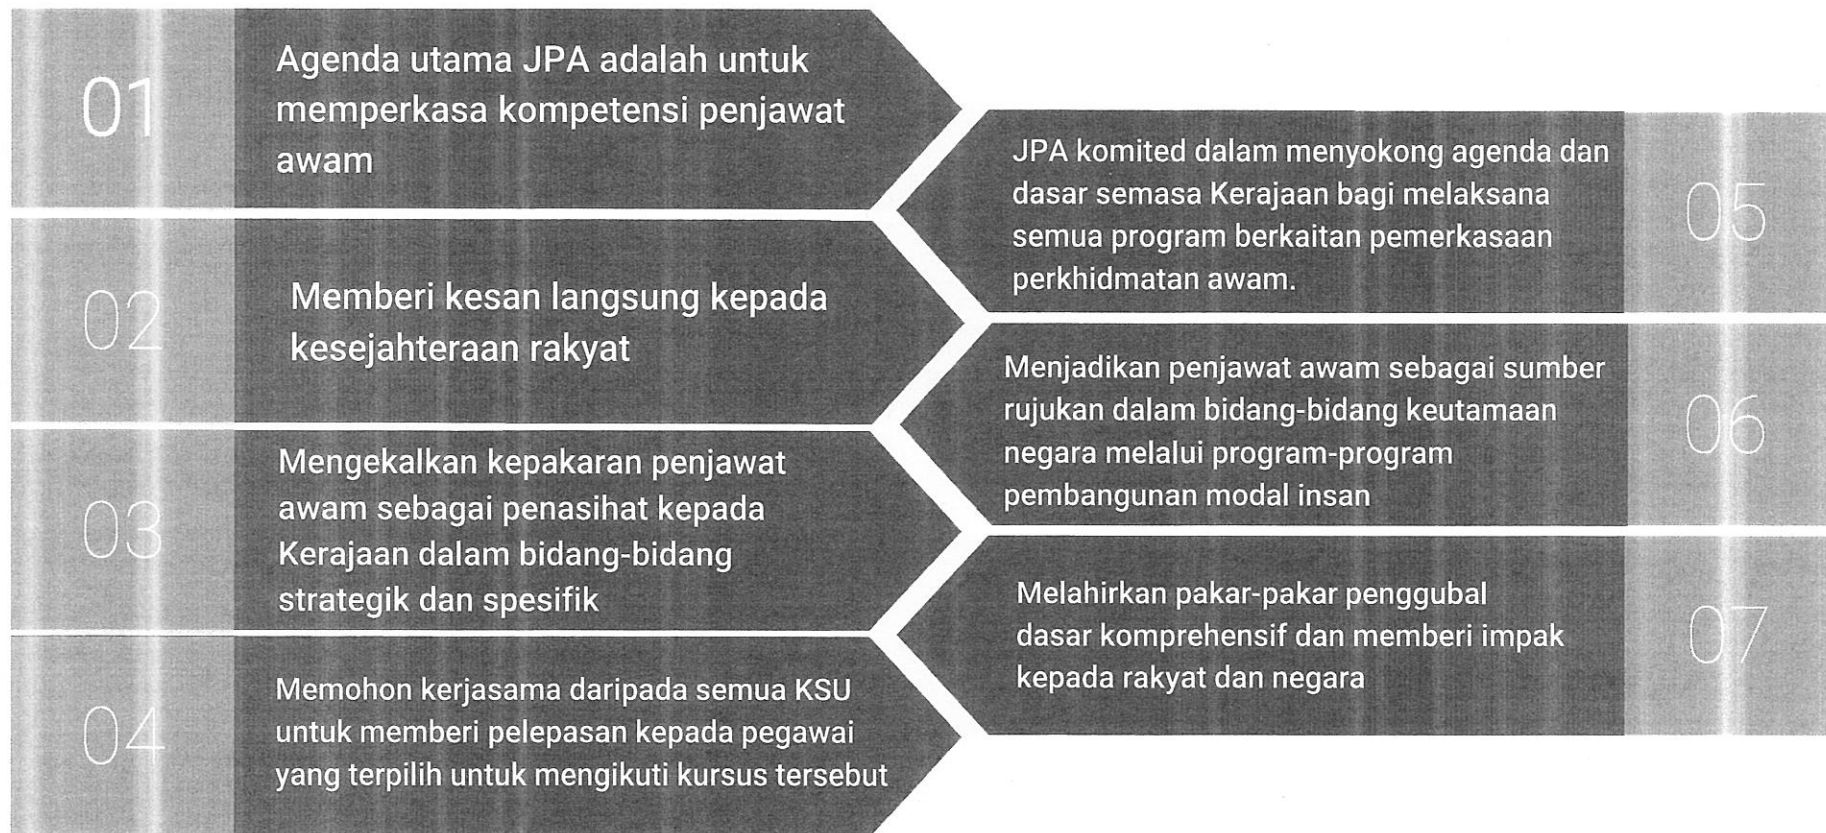 01
Agenda utama JPA adalah untuk
memperkasa kompetensi penjawat
awam
02
Memberi kesan langsung kepada
kesejahteraan rakyat
03
Mengekalkan kepakaran penjawat
awam sebagai penasihat kepada
Kerajaan dalam bidang-bidang
strategik dan spesifik
04
Memohon kerjasama daripada semua KSU
untuk memberi pelepasan kepada pegawai
yang terpilih untuk mengikuti kursus tersebut
JPA komited dalam menyokong agenda dan
dasar semasa Kerajaan bagi melaksana
semua program berkaitan pemerkasaan
perkhidmatan awam.
05
Menjadikan penjawat awam sebagai sumber
rujukan dalam bidang-bidang keutamaan
negara melalui program-program
pembangunan modal insan
06
Melahirkan pakar-pakar penggubal
dasar komprehensif dan memberi impak
kepada rakyat dan negara
07